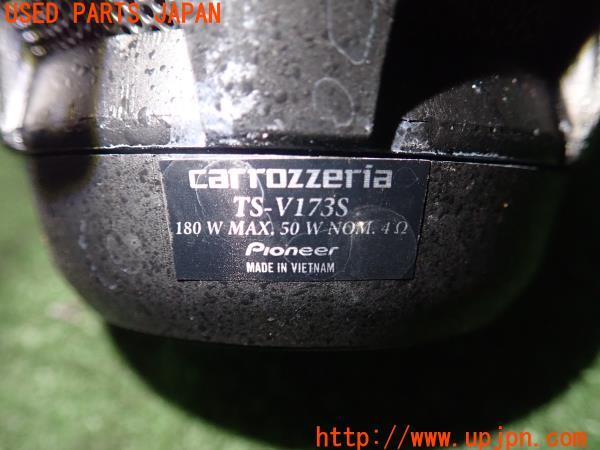 USED PARTS JAPAN
carrozzeria
TS-V173S
180 W MAX. 50 W NOM. 4 Ω
Pioneer
MADE IN VIETNAM
http://www.upjpn.com